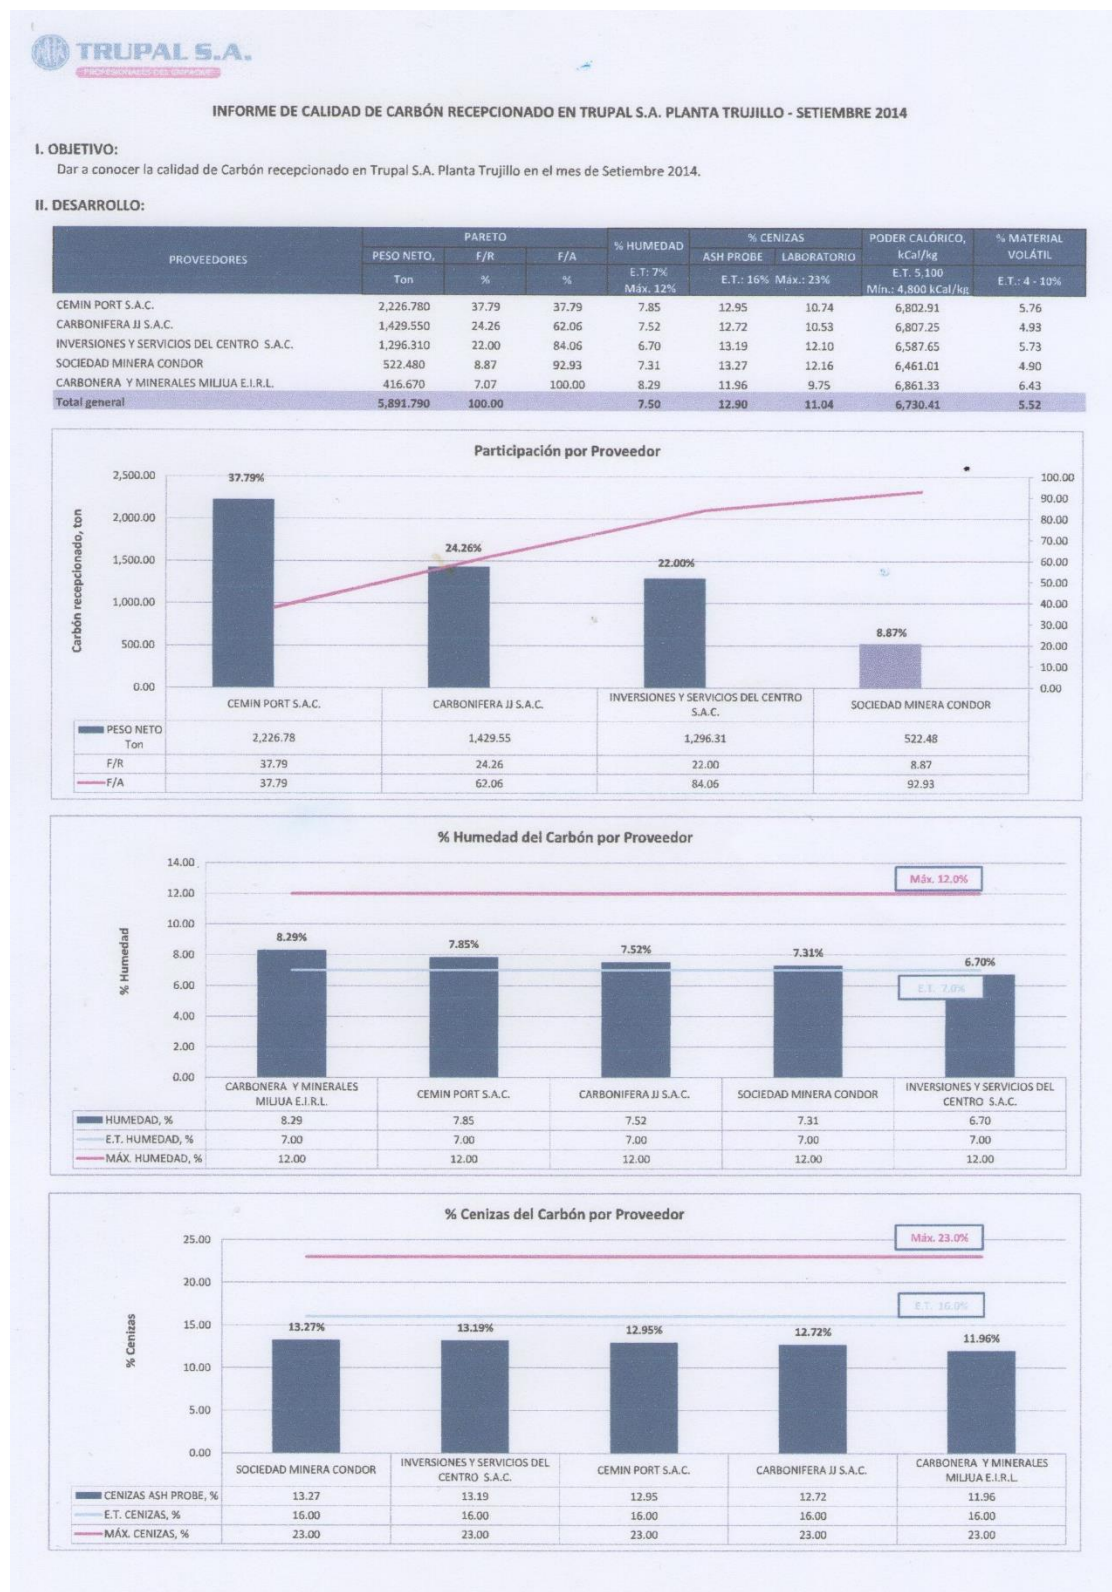 TRUPAL S.A.
PROFESIONALES DEL ENVASE
INFORME DE CALIDAD DE CARBÓN RECEPCIONADO EN TRUPAL S.A. PLANTA TRUJILLO - SETIEMBRE 2014
I. OBJETIVO:
Dar a conocer la calidad de Carbón recepcionado en Trupal S.A. Planta Trujillo en el mes de Setiembre 2014.
II. DESARROLLO:
PROVEEDORES PARETO % HUMEDAD % CENIZAS PODER CALÓRICO, kCal/kg % MATERIAL VOLÁTIL
PESO NETO, F/R F/A ASH PROBE LABORATORIO
Ton % % E.T: 7% Máx. 12% E.T.: 16% Máx.: 23% E.T. 5,100 Mín.: 4,800 kCal/kg E.T.: 4 - 10%
CEMIN PORT S.A.C. 2,226.780 37.79 37.79 7.85 12.95 10.74 6,802.91 5.76
CARBONIFERA JJ S.A.C. 1,429.550 24.26 62.06 7.52 12.72 10.53 6,807.25 4.93
INVERSIONES Y SERVICIOS DEL CENTRO S.A.C. 1,296.310 22.00 84.06 6.70 13.19 12.10 6,587.65 5.73
SOCIEDAD MINERA CONDOR 522.480 8.87 92.93 7.31 13.27 12.16 6,461.01 4.90
CARBONERA Y MINERALES MILJUA E.I.R.L. 416.670 7.07 100.00 8.29 11.96 9.75 6,861.33 6.43
Total general 5,891.790 100.00 7.50 12.90 11.04 6,730.41 5.52
Participación por Proveedor
Carbón recepcionado, ton
2,500.00
2,000.00
1,500.00
1,000.00
500.00
0.00
37.79%
24.26%
22.00%
8.87%
100.00
90.00
80.00
70.00
60.00
50.00
40.00
30.00
20.00
10.00
0.00
CEMIN PORT S.A.C. CARBONIFERA JJ S.A.C. INVERSIONES Y SERVICIOS DEL CENTRO S.A.C. SOCIEDAD MINERA CONDOR
PESO NETO Ton 2,226.78 1,429.55 1,296.31 522.48
F/R 37.79 24.26 22.00 8.87
F/A 37.79 62.06 84.06 92.93
% Humedad del Carbón por Proveedor
% Humedad
14.00
12.00
10.00
8.00
6.00
4.00
2.00
0.00
Máx. 12.0%
8.29%
7.85%
7.52%
7.31%
6.70%
E.T. 7.0%
CARBONERA Y MINERALES MILJUA E.I.R.L. CEMIN PORT S.A.C. CARBONIFERA JJ S.A.C. SOCIEDAD MINERA CONDOR INVERSIONES Y SERVICIOS DEL CENTRO S.A.C.
HUMEDAD, % 8.29 7.85 7.52 7.31 6.70
E.T. HUMEDAD, % 7.00 7.00 7.00 7.00 7.00
MÁX. HUMEDAD, % 12.00 12.00 12.00 12.00 12.00
% Cenizas del Carbón por Proveedor
% Cenizas
25.00
20.00
15.00
10.00
5.00
0.00
Máx. 23.0%
E.T. 16.0%
13.27%
13.19%
12.95%
12.72%
11.96%
SOCIEDAD MINERA CONDOR INVERSIONES Y SERVICIOS DEL CENTRO S.A.C. CEMIN PORT S.A.C. CARBONIFERA JJ S.A.C. CARBONERA Y MINERALES MILJUA E.I.R.L.
CENIZAS ASH PROBE, % 13.27 13.19 12.95 12.72 11.96
E.T. CENIZAS, % 16.00 16.00 16.00 16.00 16.00
MÁX. CENIZAS, % 23.00 23.00 23.00 23.00 23.00